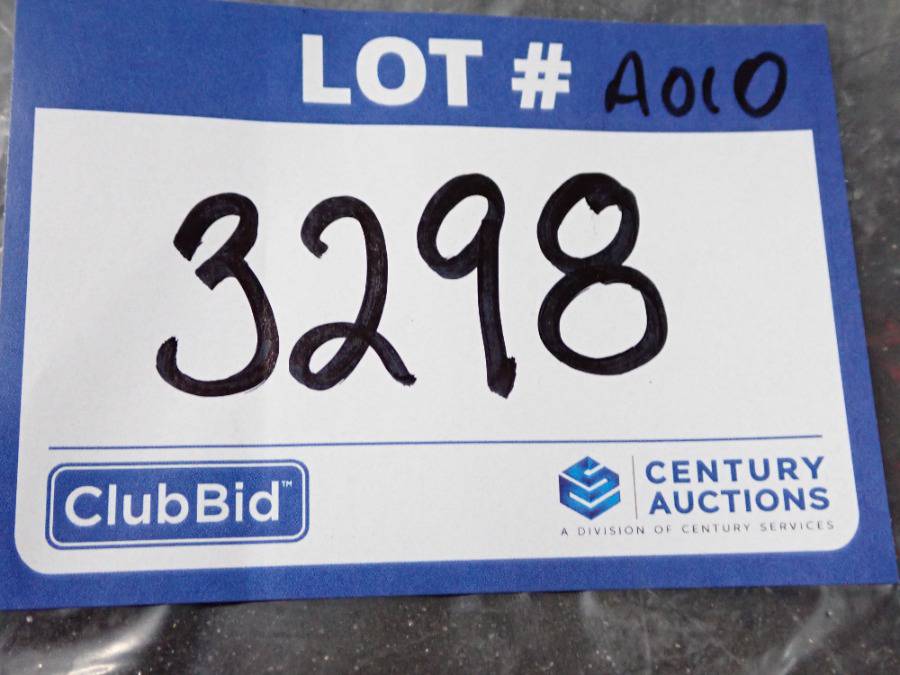 LOT # A010
3298
ClubBid™
CENTURY
AUCTIONS
A DIVISION OF CENTURY SERVICES